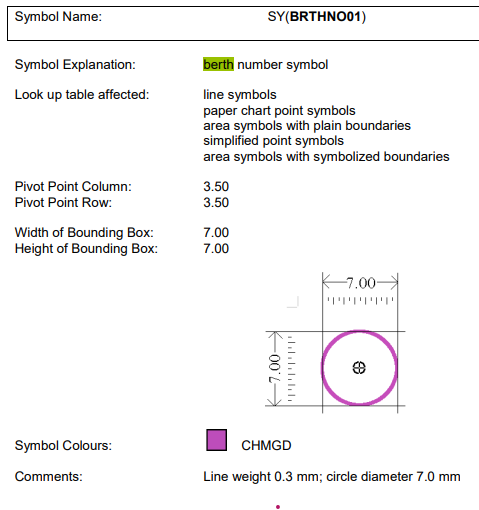 Symbol Name: SY(BRTHNO01)
Symbol Explanation: berth number symbol
Look up table affected: line symbols
paper chart point symbols
area symbols with plain boundaries
simplified point symbols
area symbols with symbolized boundaries
Pivot Point Column: 3.50
Pivot Point Row: 3.50
Width of Bounding Box: 7.00
Height of Bounding Box: 7.00
7.00
7.00
Symbol Colours: CHMGD
Comments: Line weight 0.3 mm; circle diameter 7.0 mm